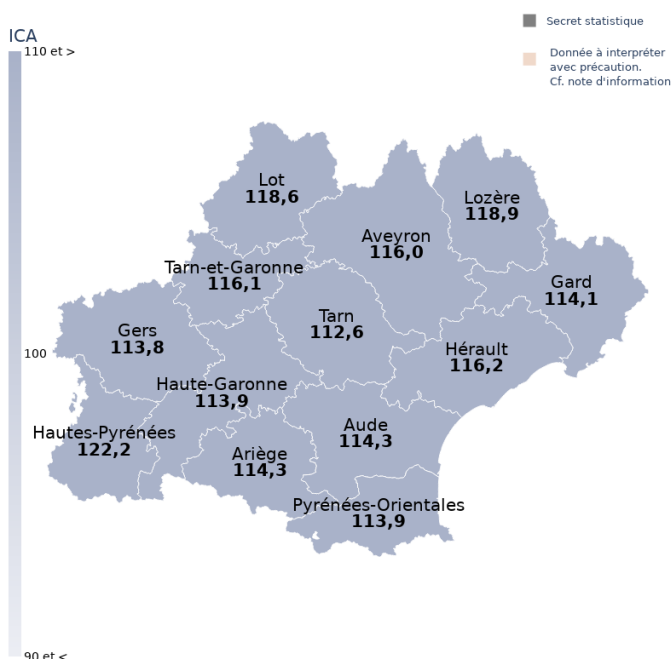 Secret statistique
ICA
110 et >
Donnée à interpréter
avec précaution.
Cf. note d'information
Lot
118,6
Lozère
118,9
Aveyron
116,0
Tarn-et-Garonne
116,1
Gard
114,1
Tarn
112,6
Gers
113,8
Hérault
116,2
100
Haute-Garonne
113,9
Aude
114,3
Hautes-Pyrénées
122,2
Ariège
114,3
Pyrénées-Orientales
113,9
90 et <